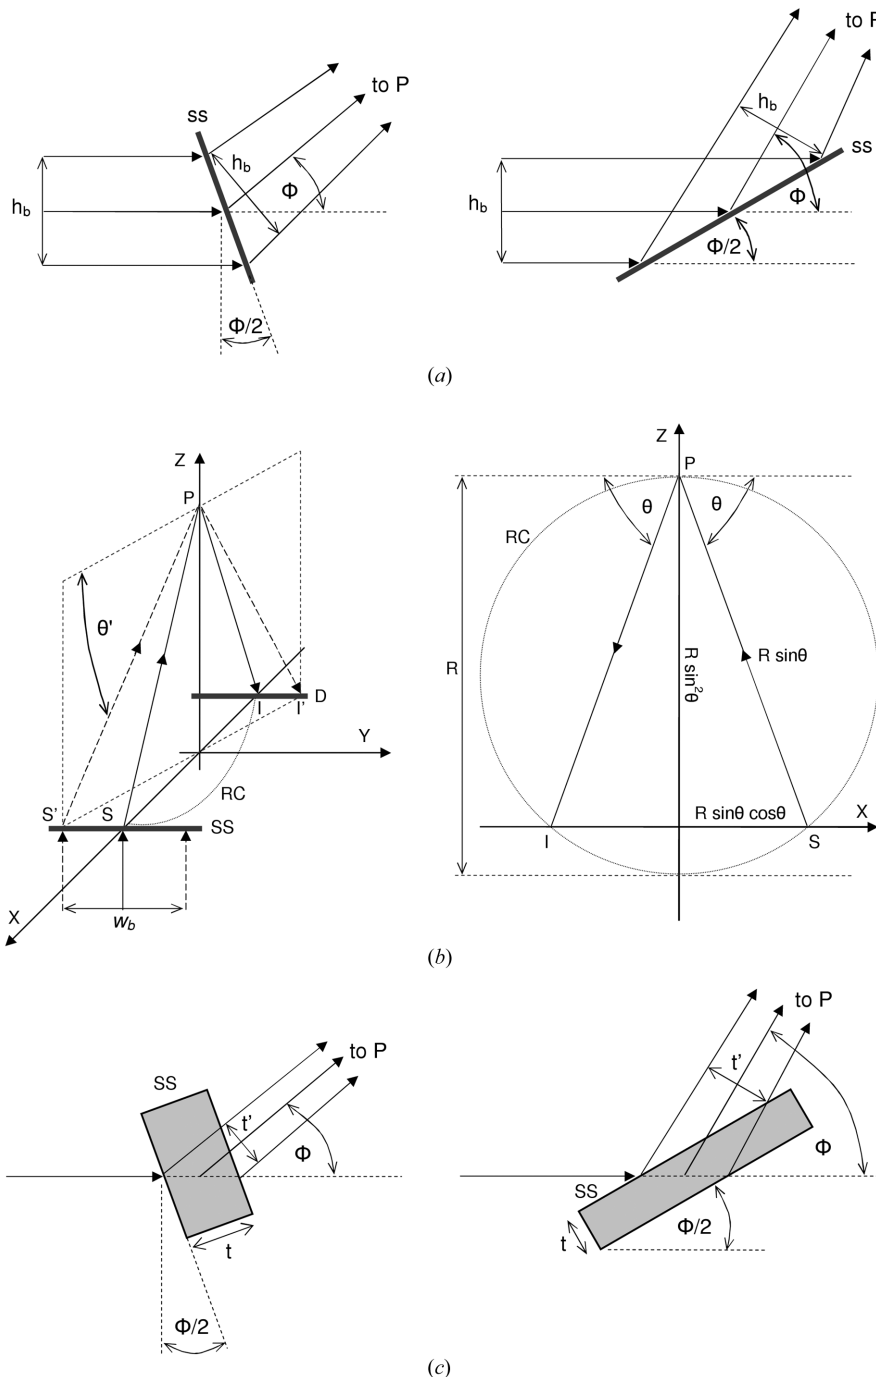 to P
ss
h_b
Φ
h_b
Φ/2
to P
h_b
ss
Φ
h_b
Φ/2
(a)
Z
P
θ'
I
I'
D
Y
RC
S'
S
SS
X
w_b
Z
P
θ
θ
RC
R
R sinθ
R sin²θ
R sinθ cosθ
X
I
S
(b)
to P
SS
t'
Φ
t
Φ/2
to P
t'
Φ
SS
t
Φ/2
(c)